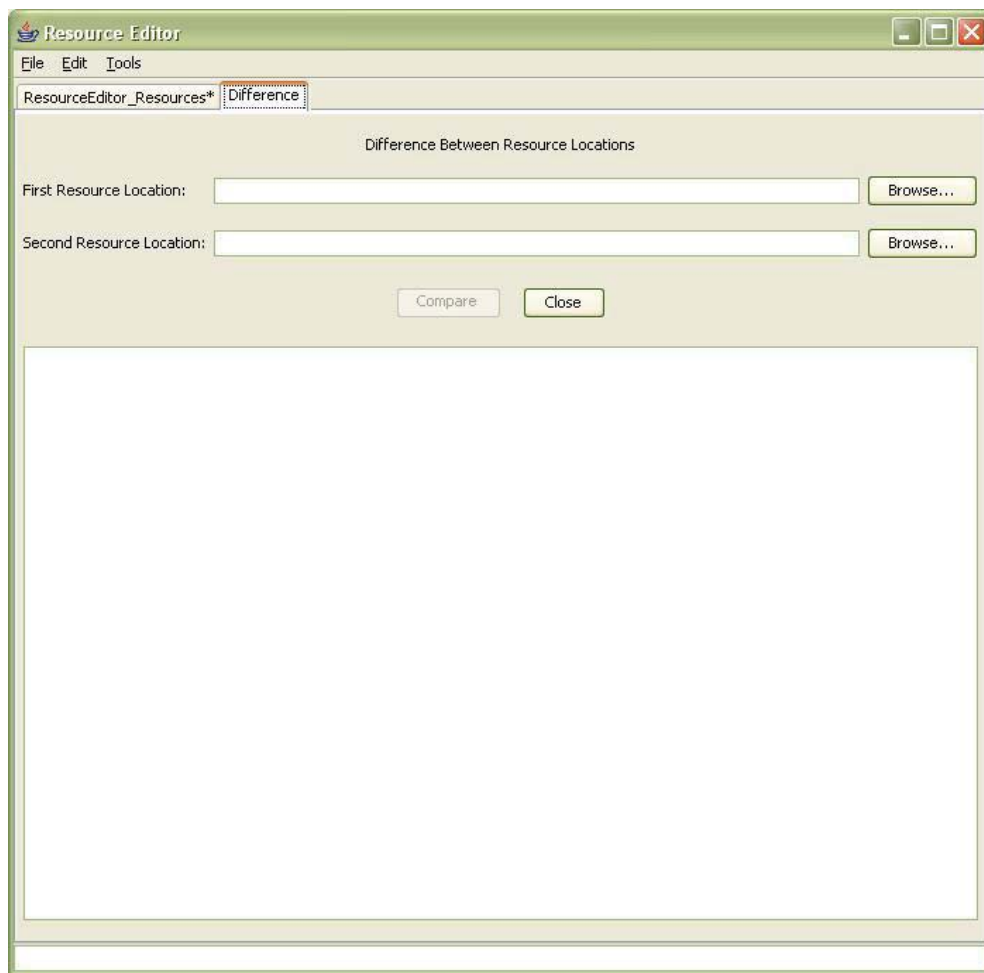 Resource Editor
File Edit Tools
ResourceEditor_Resources* Difference
Difference Between Resource Locations
First Resource Location: Browse...
Second Resource Location: Browse...
Compare Close